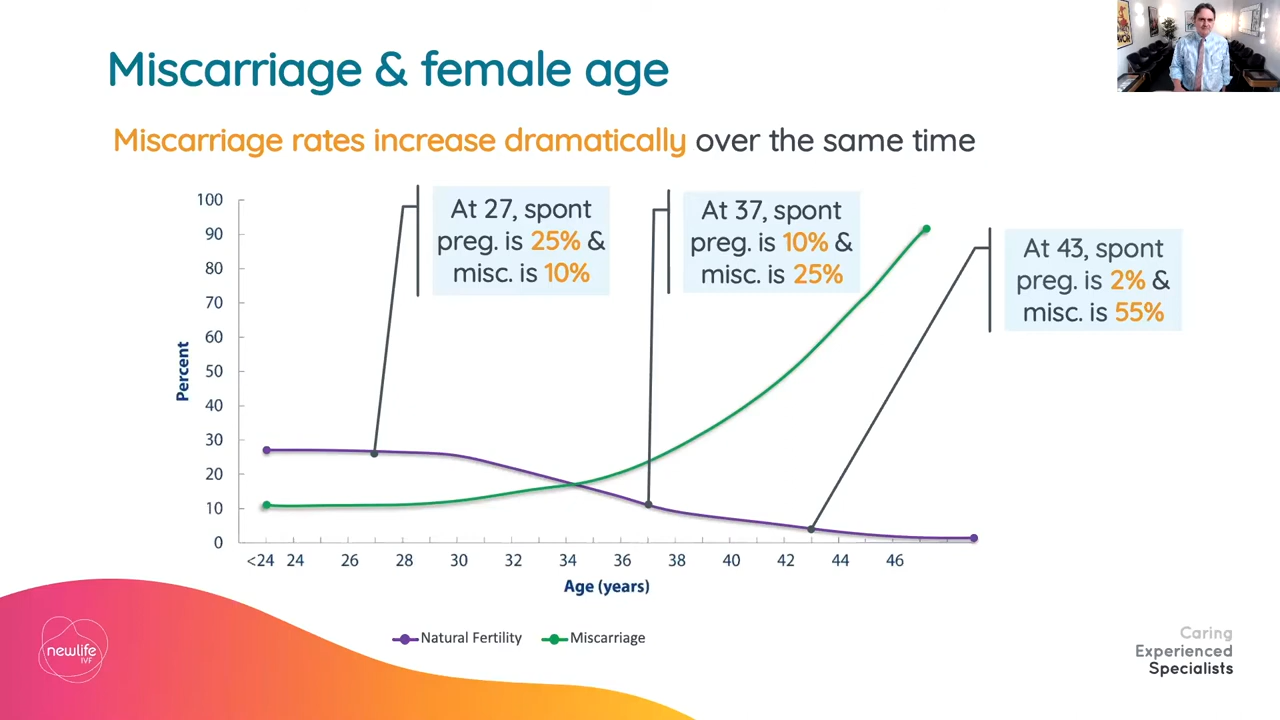 Miscarriage & female age
Miscarriage rates increase dramatically over the same time
At 27, spont
preg. is 25% &
misc. is 10%
At 37, spont
preg. is 10% &
misc. is 25%
At 43, spont
preg. is 2% &
misc. is 55%
Percent
100
90
80
70
60
50
40
30
20
10
0
<24 24 26 28 30 32 34 36 38 40 42 44 46
Age (years)
Natural Fertility Miscarriage
newlife
IVF
Caring
Experienced
Specialists